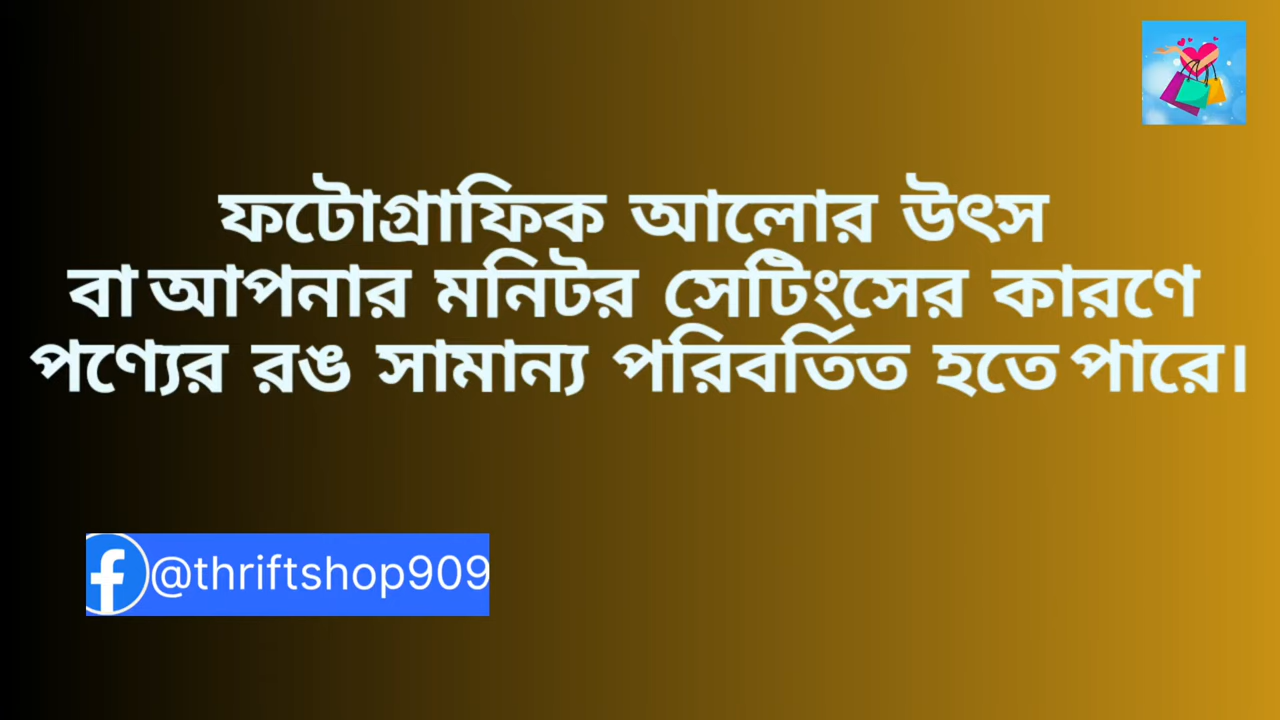 ফটোগ্রাফিক আলোর উৎস
বা আপনার মনিটর সেটিংসের কারণে
পণ্যের রঙ সামান্য পরিবর্তিত হতে পারে।
@thriftshop909